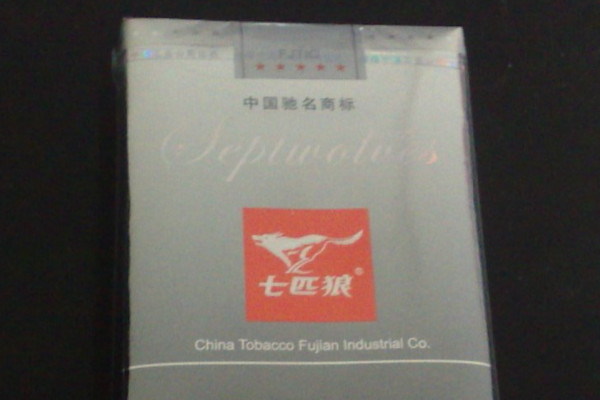 中国驰名商标
Septwolves
七匹狼®
China Tobacco Fujian Industrial Co.